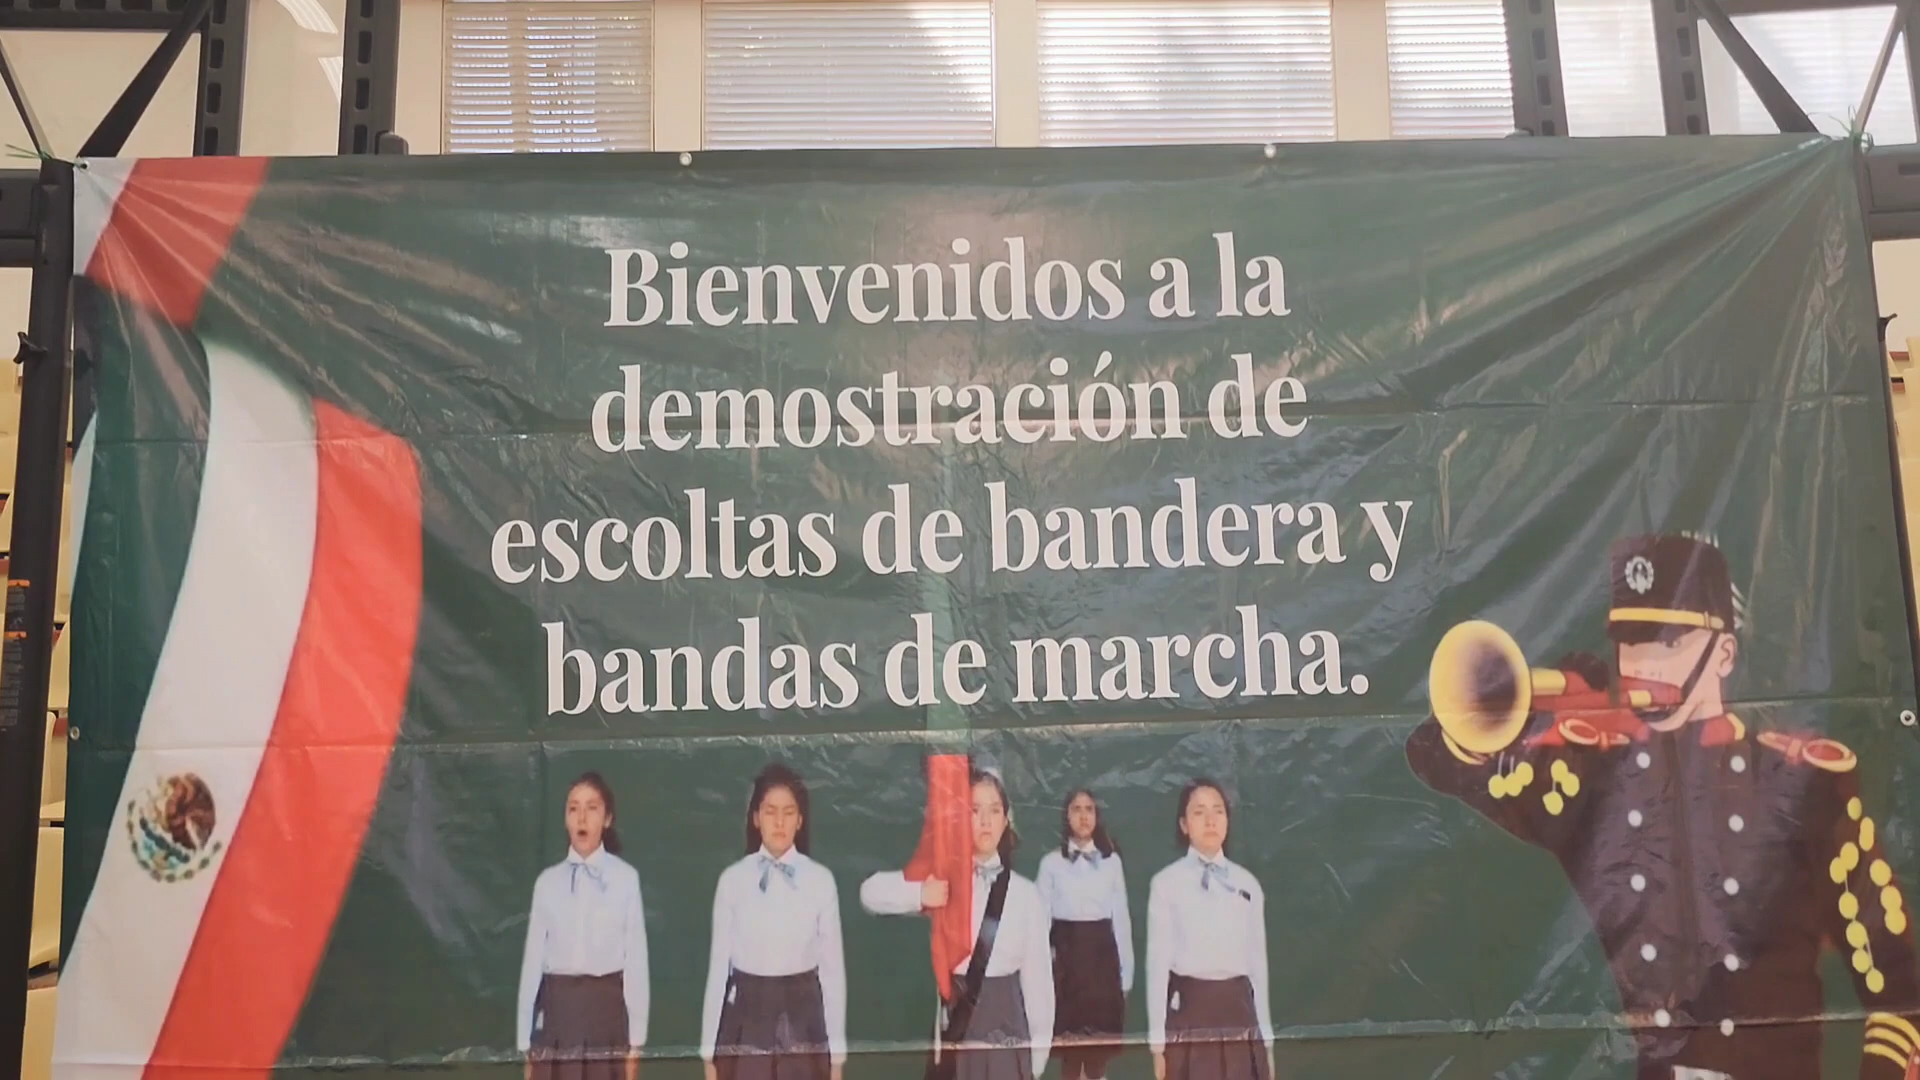 Bienvenidos a la
demostración de
escoltas de bandera y
bandas de marcha.